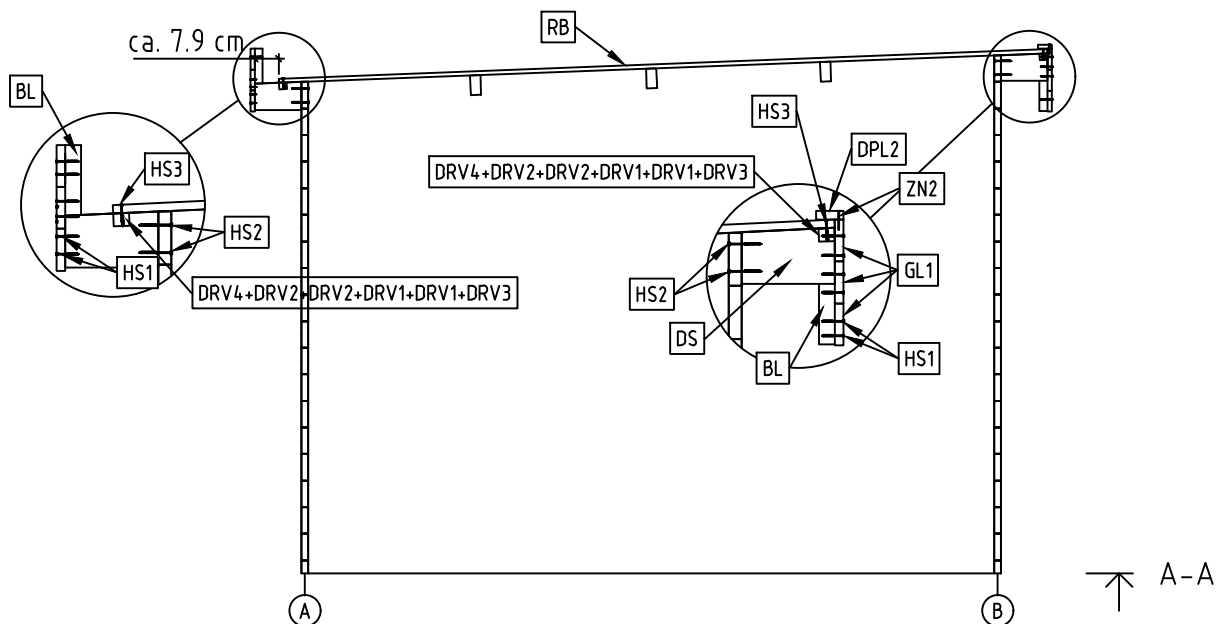 RB
ca. 7.9 cm
BL
HS3
HS3
DPL2
DRV4+DRV2+DRV2+DRV1+DRV1+DRV3
ZN2
HS2
HS1
DRV4+DRV2+DRV2+DRV1+DRV1+DRV3
GL1
HS2
DS
BL
HS1
A-A
A
B